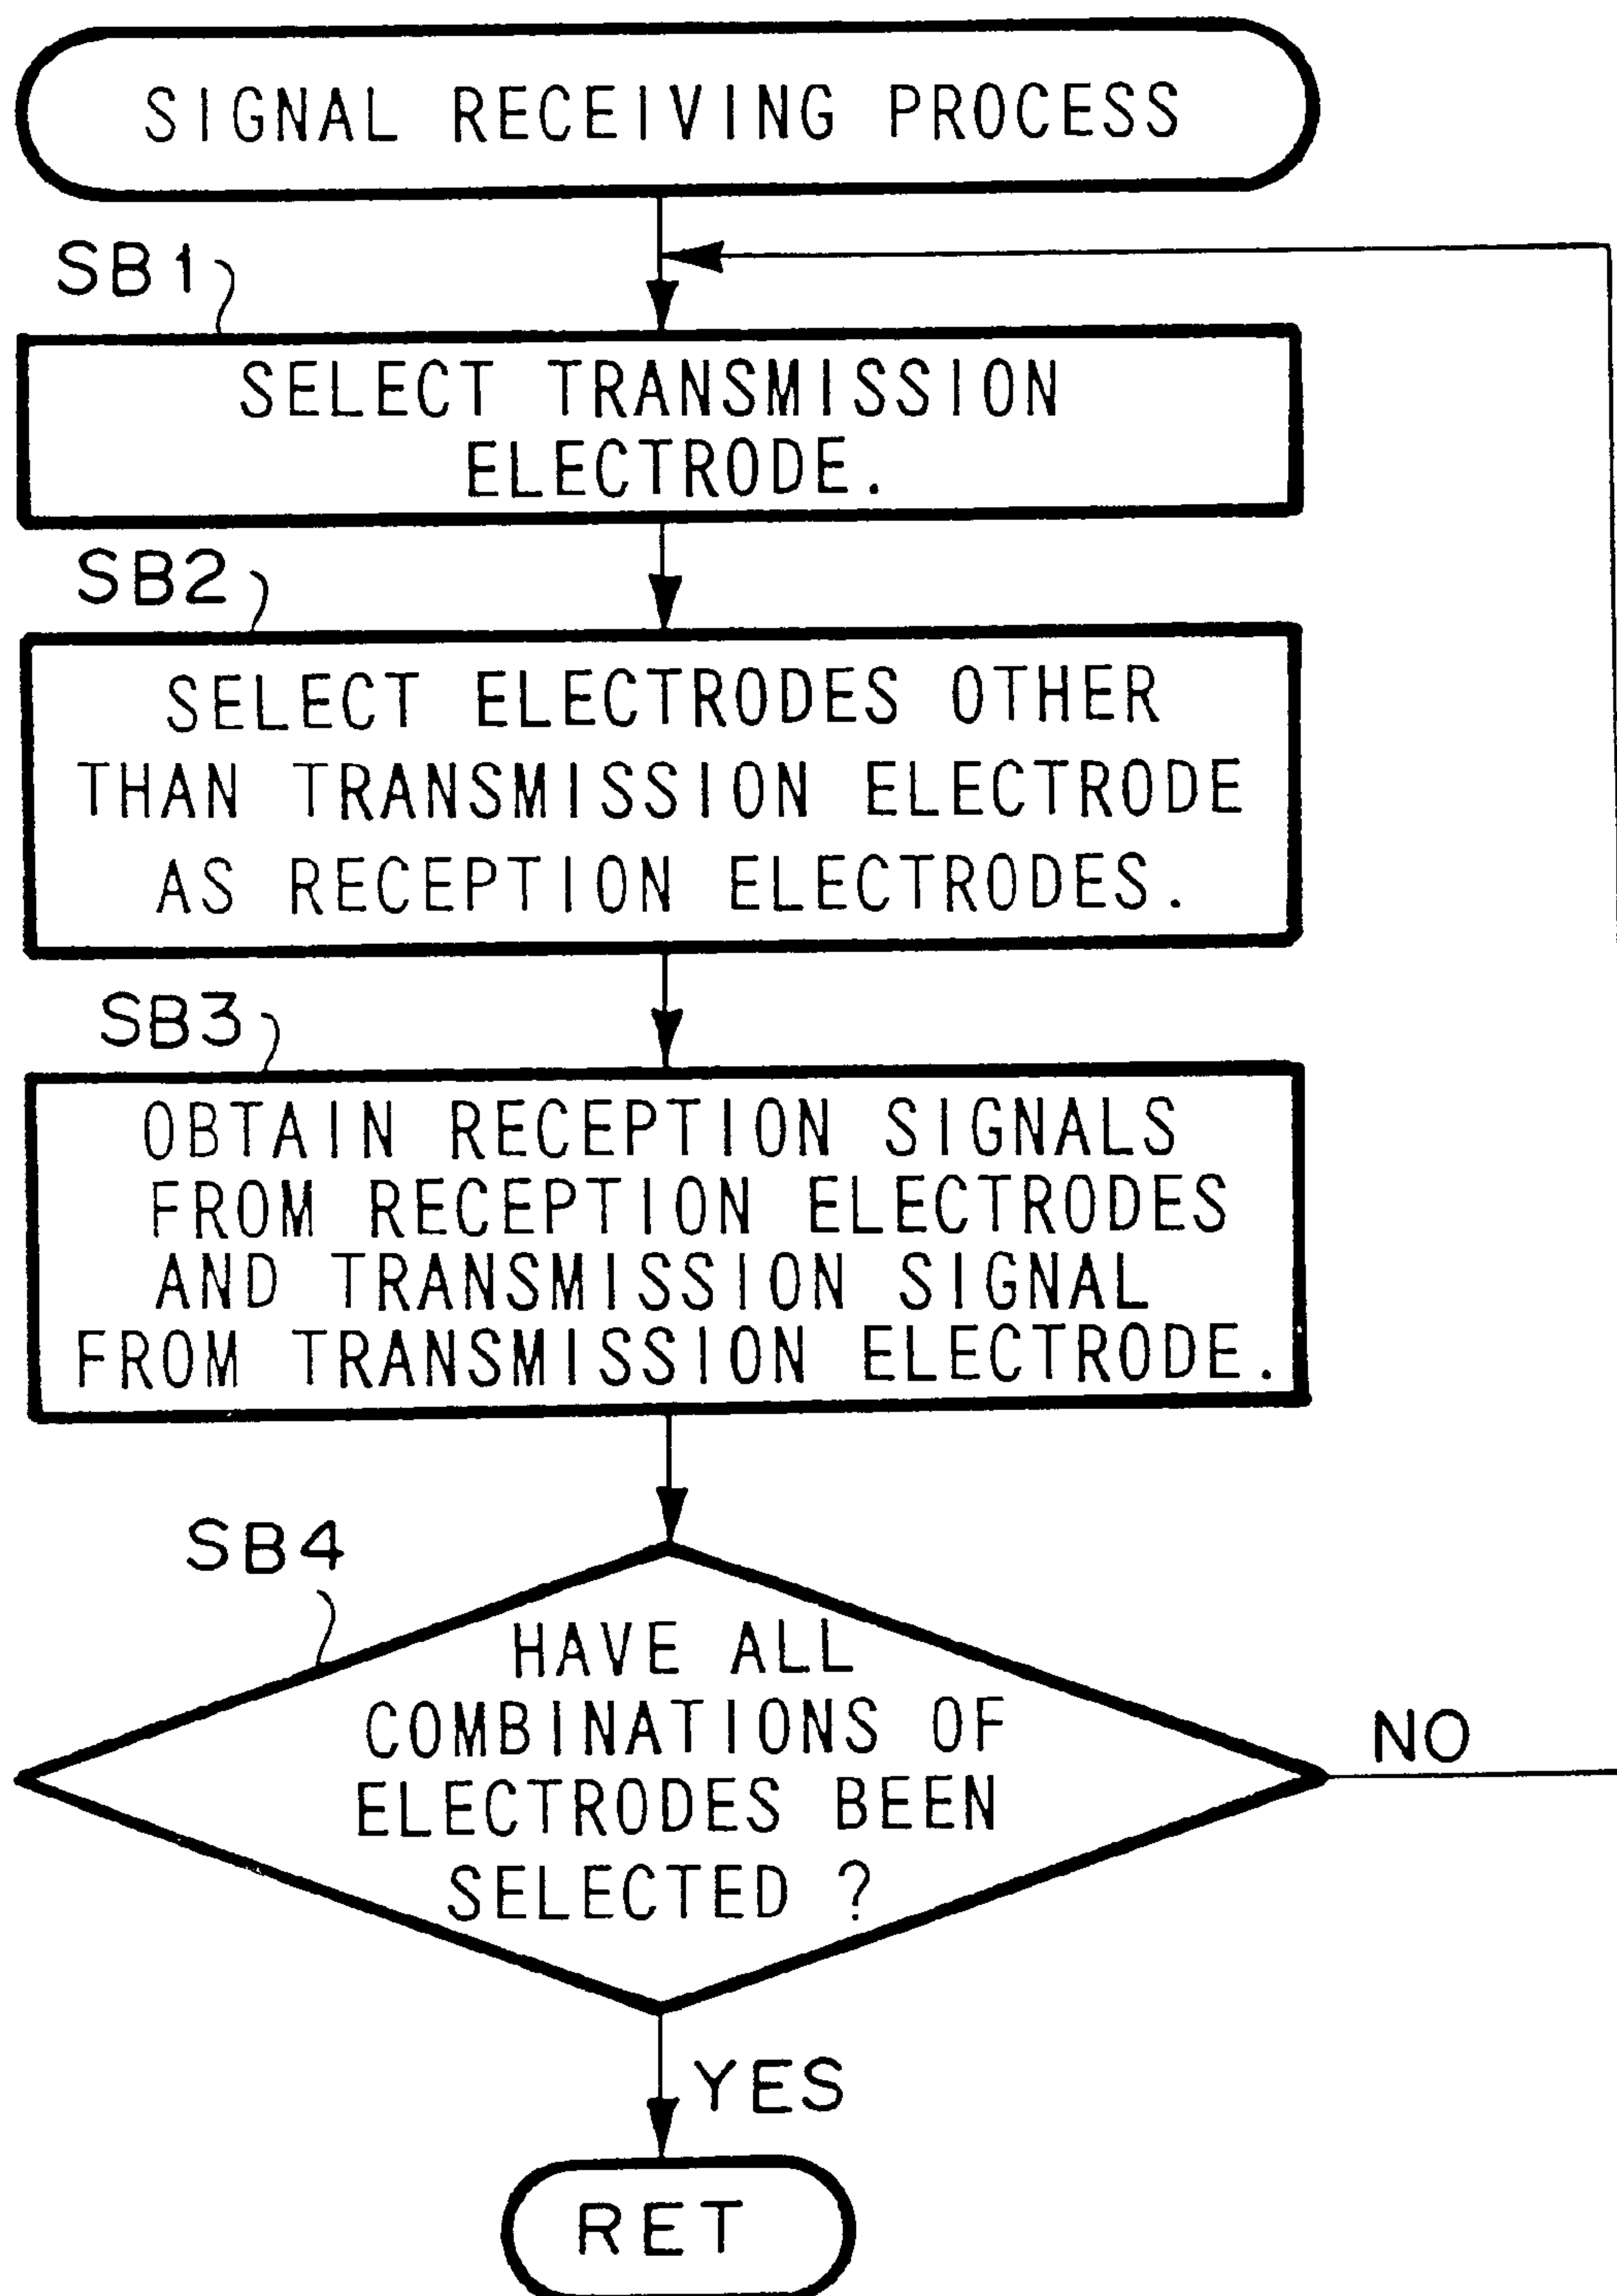 SIGNAL RECEIVING PROCESS
SB1
SELECT TRANSMISSION
ELECTRODE.
SB2
SELECT ELECTRODES OTHER
THAN TRANSMISSION ELECTRODE
AS RECEPTION ELECTRODES.
SB3
OBTAIN RECEPTION SIGNALS
FROM RECEPTION ELECTRODES
AND TRANSMISSION SIGNAL
FROM TRANSMISSION ELECTRODE.
SB4
HAVE ALL
COMBINATIONS OF
ELECTRODES BEEN
SELECTED ?
NO
YES
RET